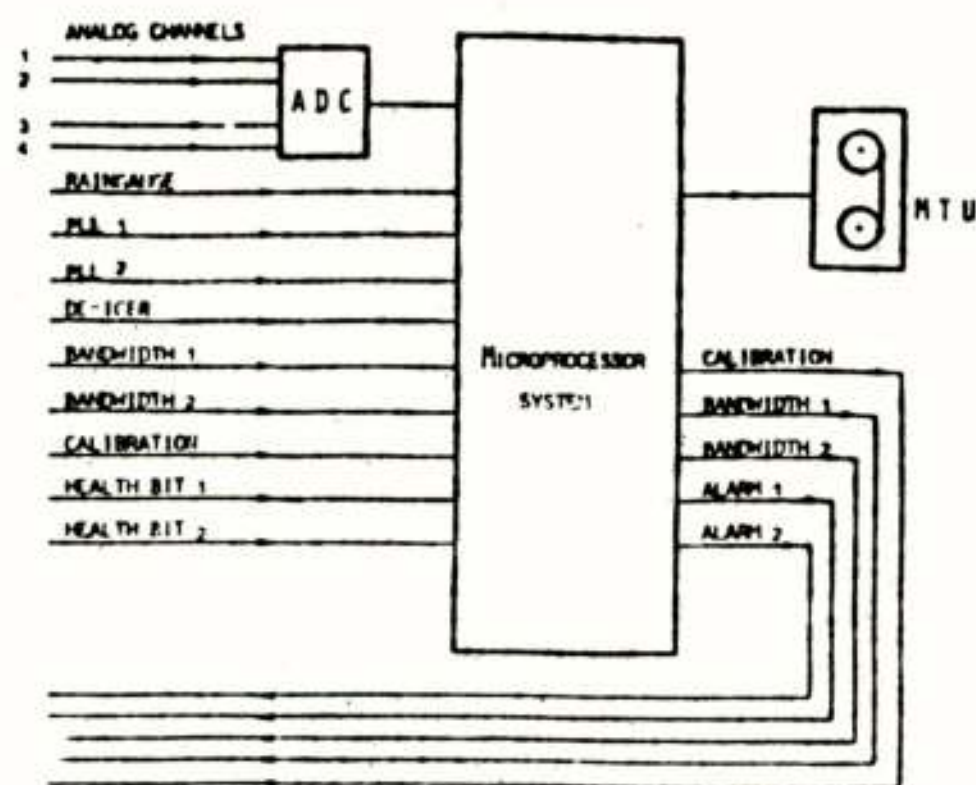 ANALOG CHANNELS
1
2
3
4
ADC
RAINGAUGE
PLL 1
PLL 2
DE-ICER
BANDWIDTH 1
BANDWIDTH 2
CALIBRATION
HEALTH BIT 1
HEALTH BIT 2
MICROPROCESSOR
SYSTEM
MTU
CALIBRATION
BANDWIDTH 1
BANDWIDTH 2
ALARM 1
ALARM 2